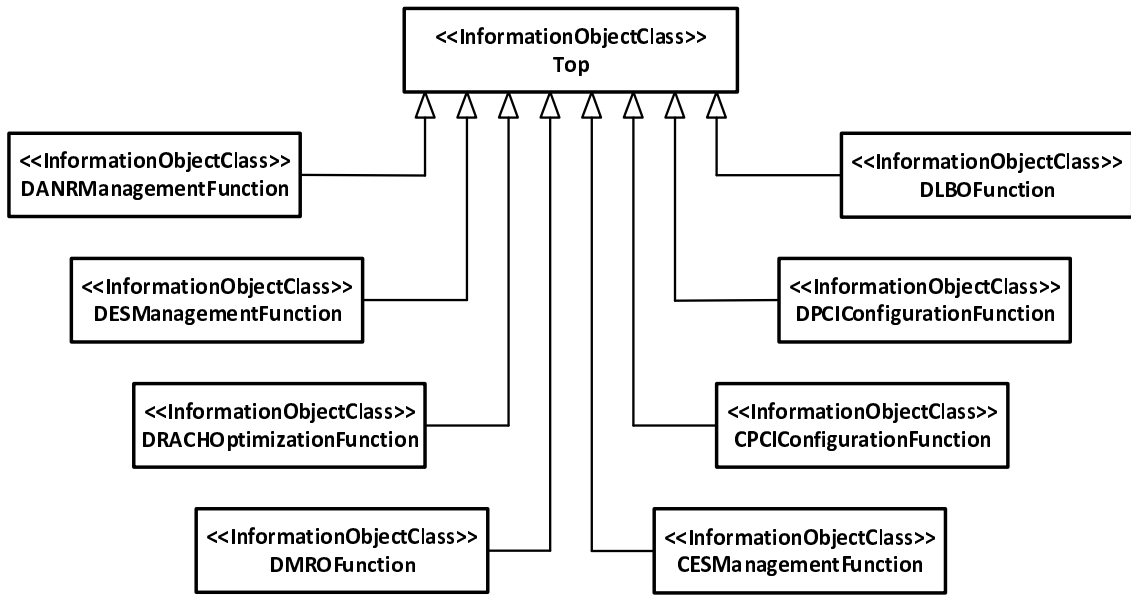 <<InformationObjectClass>>
Top
<<InformationObjectClass>>
DANRManagementFunction
<<InformationObjectClass>>
DLBOFunction
<<InformationObjectClass>>
DESManagementFunction
<<InformationObjectClass>>
DPCIConfigurationFunction
<<InformationObjectClass>>
DRACHOptimizationFunction
<<InformationObjectClass>>
CPCIConfigurationFunction
<<InformationObjectClass>>
DMROFunction
<<InformationObjectClass>>
CESManagementFunction